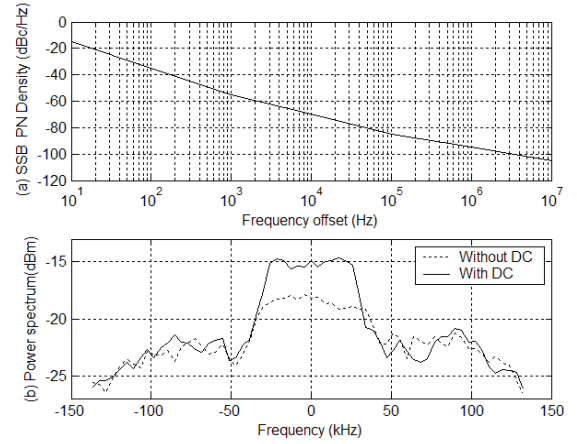 (a) SSB PN Density (dBc/Hz)
0
-20
-40
-60
-80
-100
-120
10^1 10^2 10^3 10^4 10^5 10^6 10^7
Frequency offset (Hz)
(b) Power spectrum(dBm)
-15
-20
-25
Without DC
With DC
-150 -100 -50 0 50 100 150
Frequency (kHz)